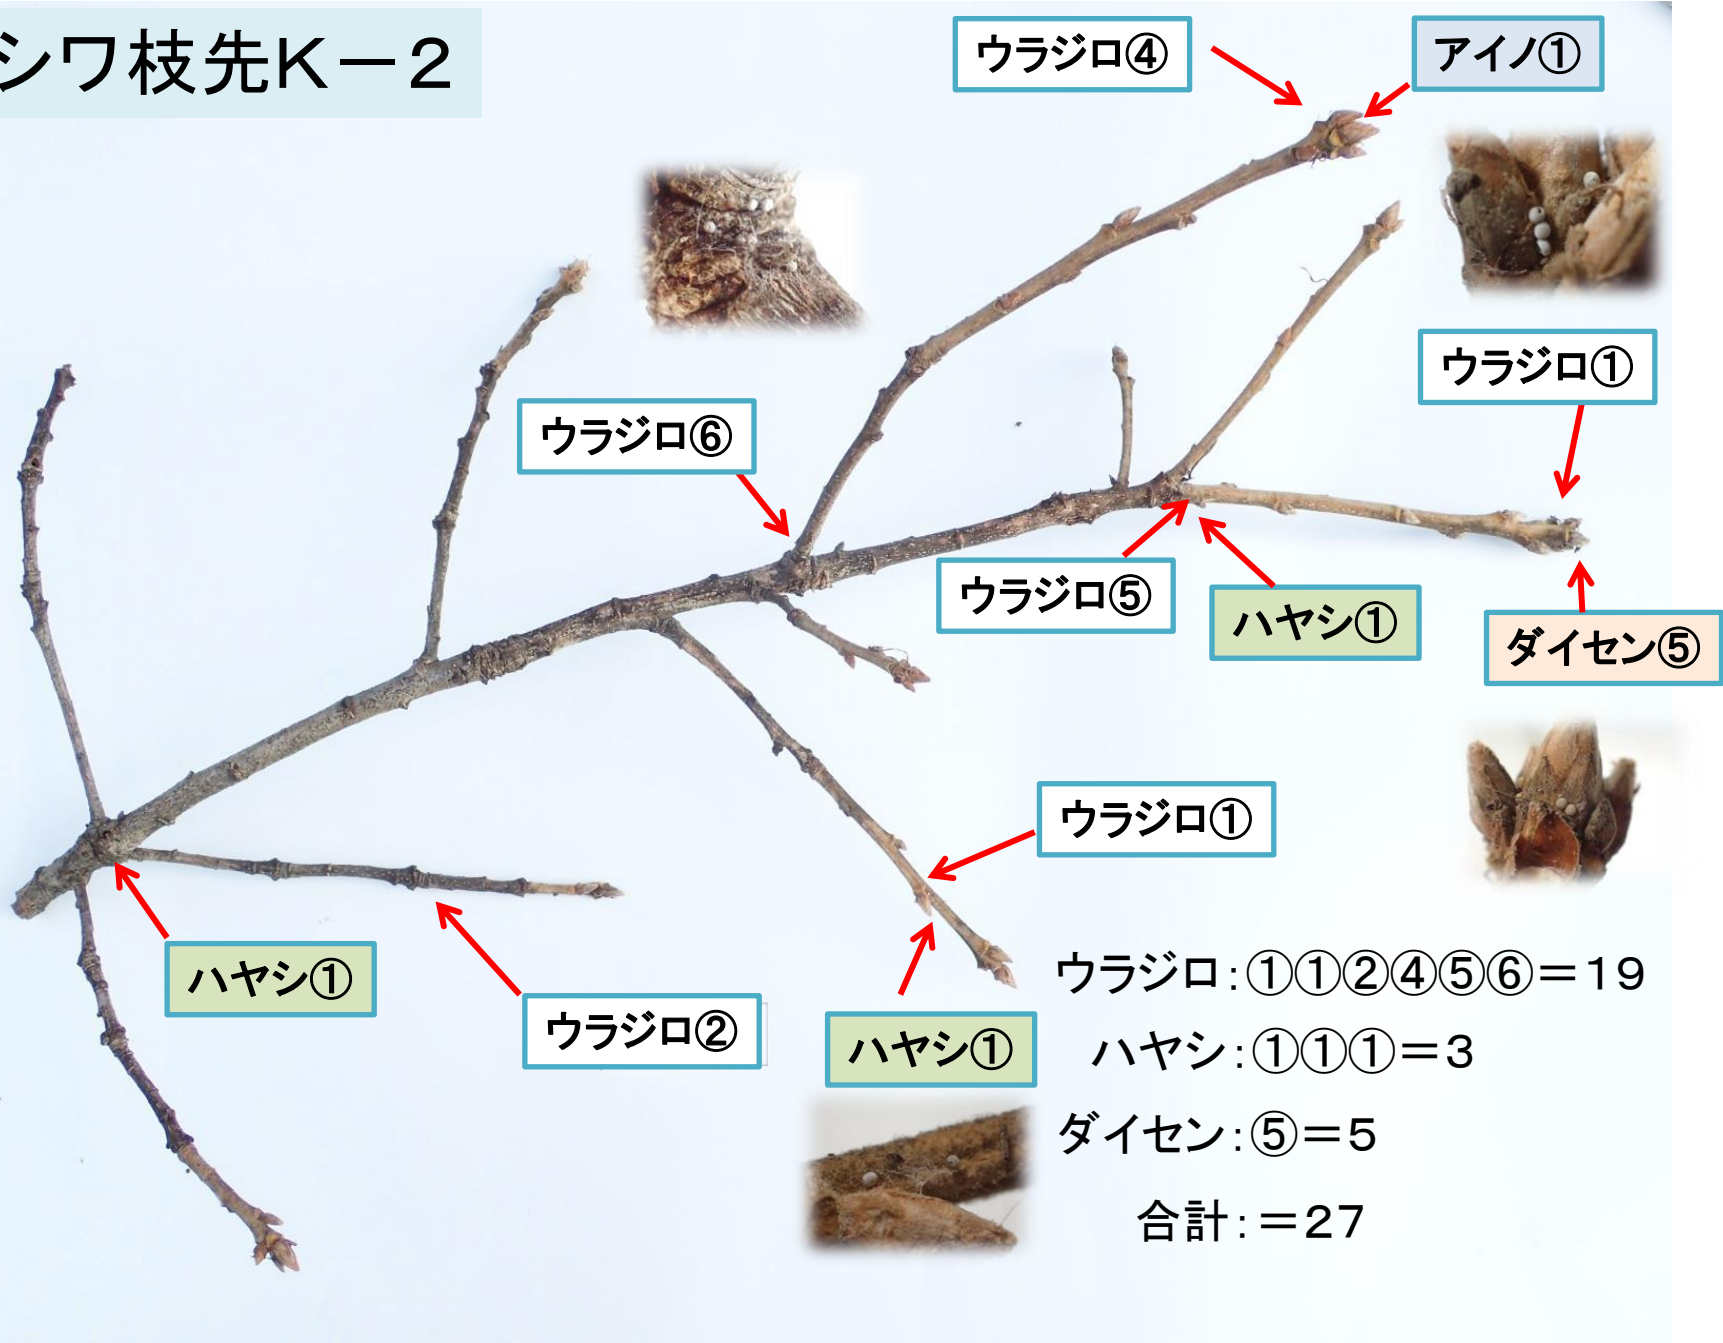 シワ枝先K－2
ウラジロ④
アイノ①
ウラジロ①
ウラジロ⑥
ウラジロ⑤
ハヤシ①
ダイセン⑤
ウラジロ①
ハヤシ①
ウラジロ②
ハヤシ①
ウラジロ：①①②④⑤⑥＝19
ハヤシ：①①①＝3
ダイセン：⑤＝5
合計：＝27